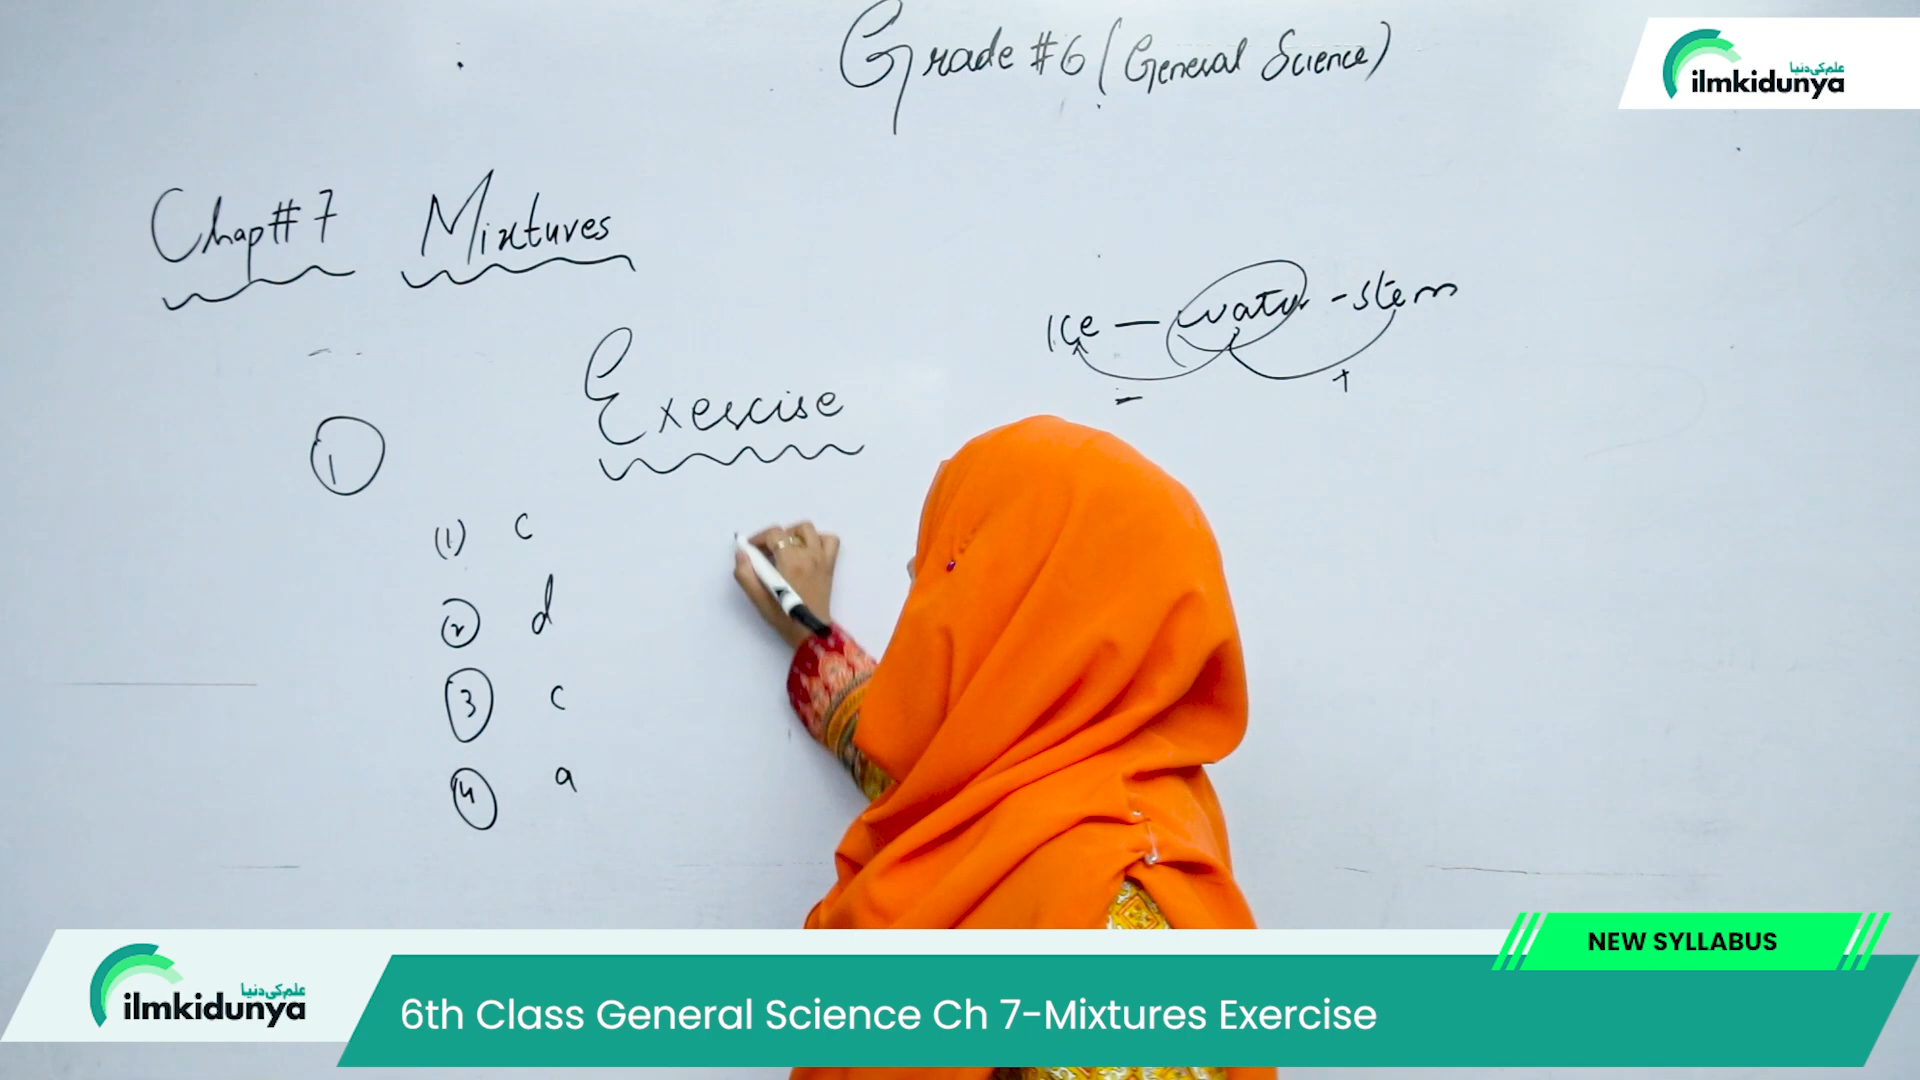 Grade #6 (General Science)
علم کی دنیا
ilmkidunya
Chap# 7 Mixtures
Ice — water - stem
- +
Exercise
1
(1) c
2 d
3 c
4 a
NEW SYLLABUS
علم کی دنیا
ilmkidunya
6th Class General Science Ch 7-Mixtures Exercise